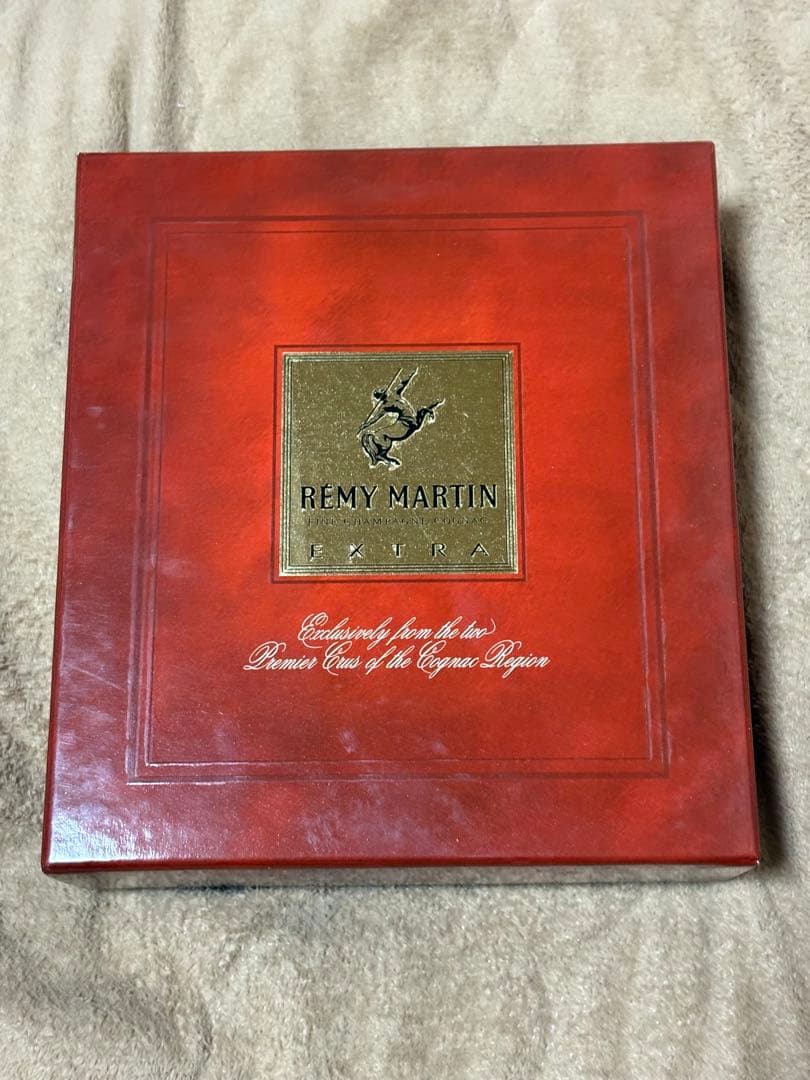 RÉMY MARTIN
FINE CHAMPAGNE COGNAC
EXTRA
Exclusively from the two
Premier Crus of the Cognac Region